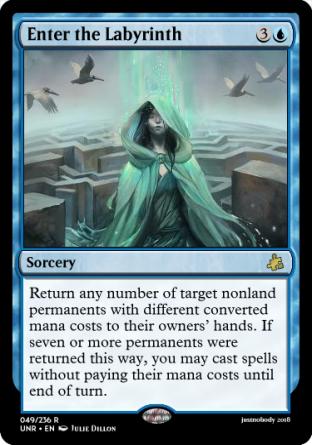 Enter the Labyrinth 3
Sorcery
Return any number of target nonland
permanents with different converted
mana costs to their owners' hands. If
seven or more permanents were
returned this way, you may cast spells
without paying their mana costs until
end of turn.
049/236 R
UNR • EN JULIE DILLON
justnobody 2018